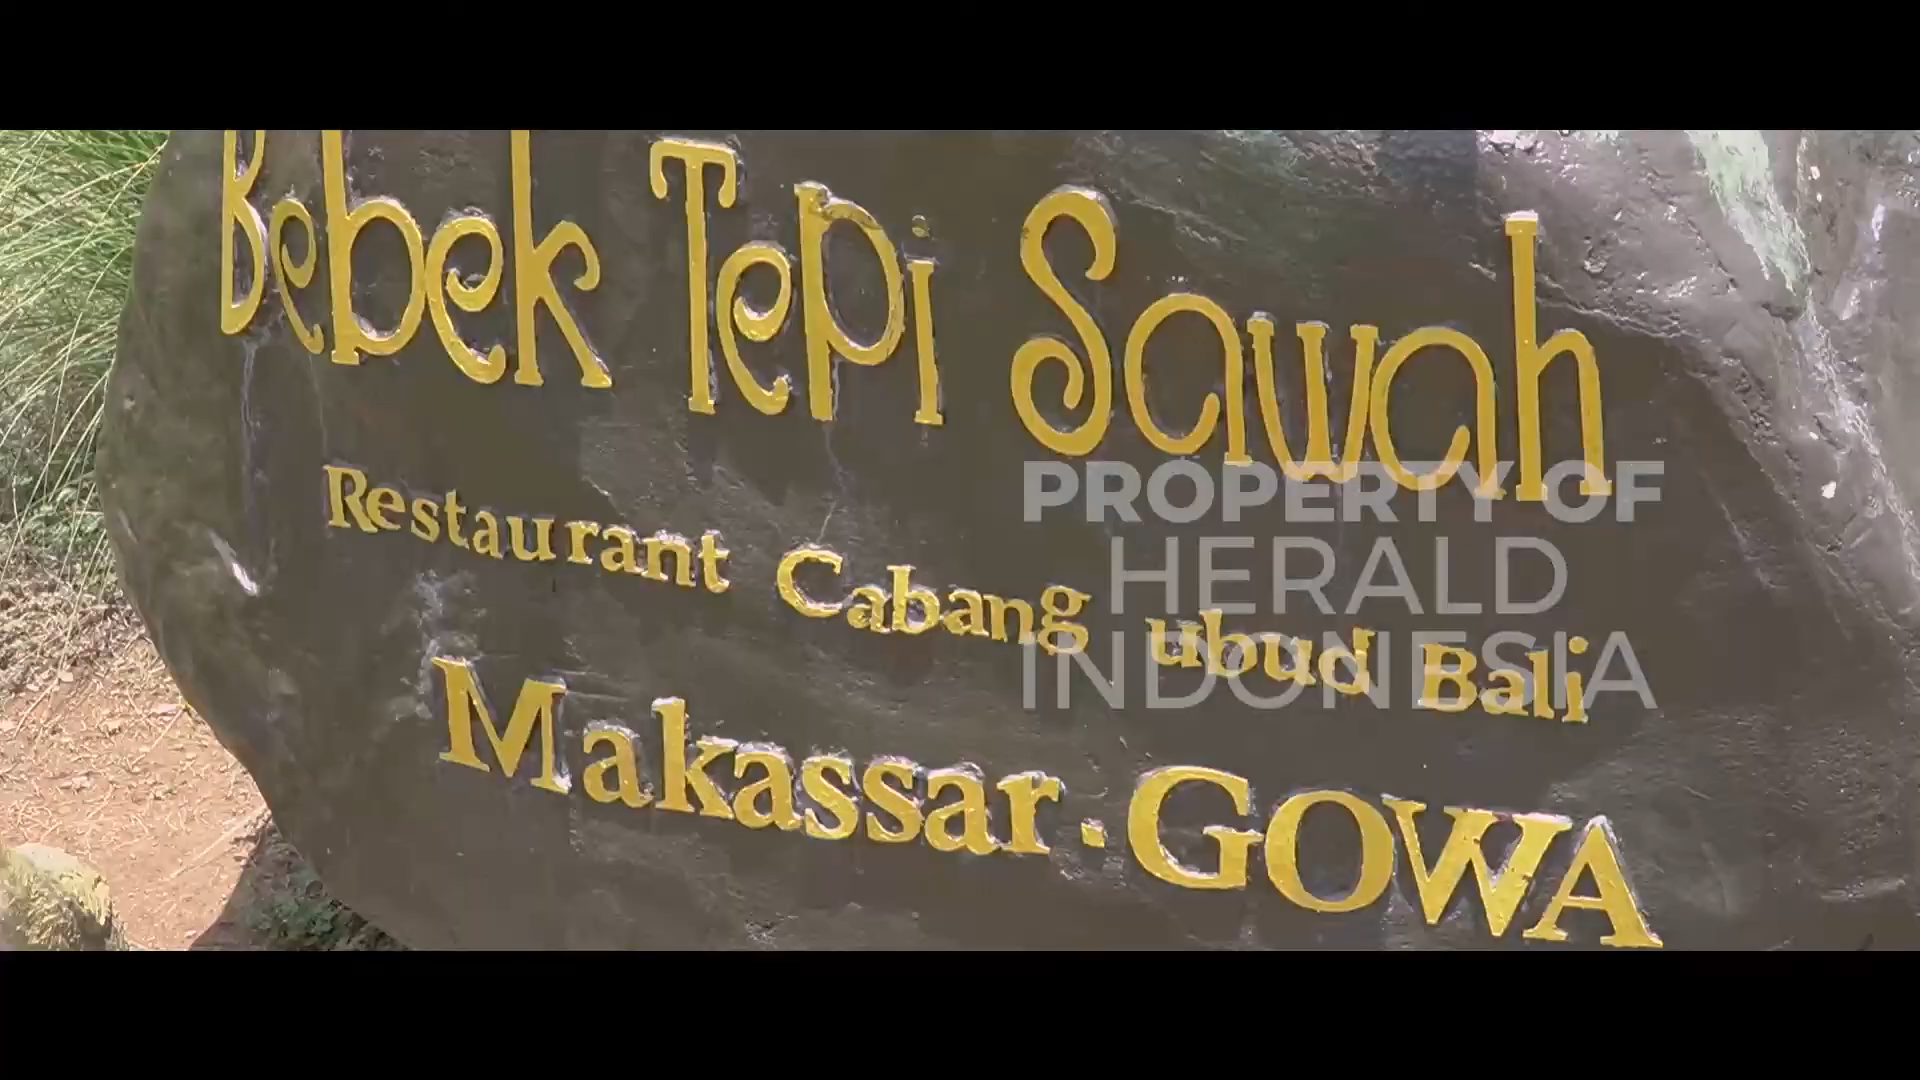 Bebek Tepi Sawah
Restaurant Cabang ubud Bali
Makassar. GOWA
PROPERTY OF
HERALD
INDONESIA